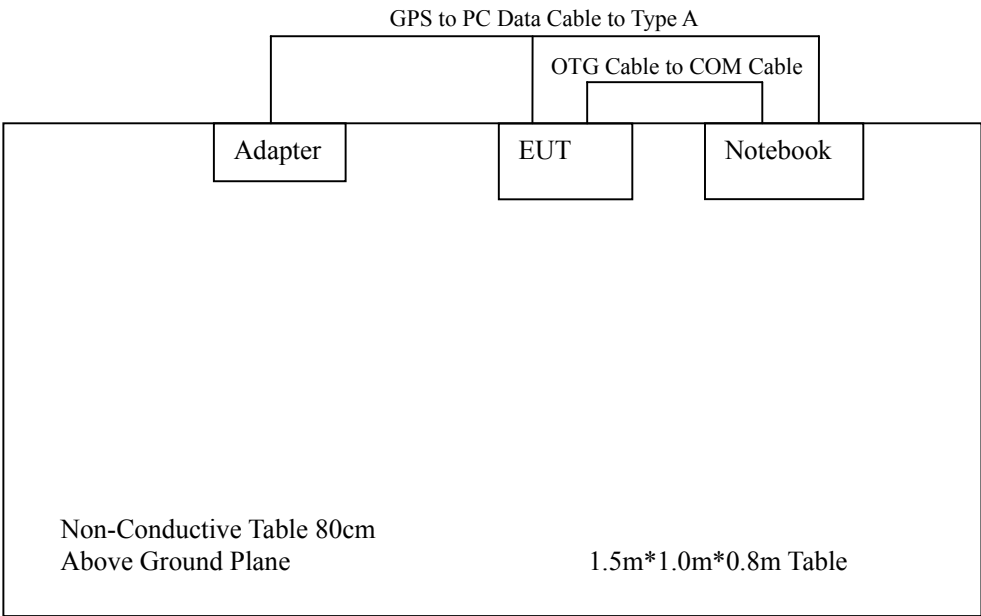 GPS to PC Data Cable to Type A
OTG Cable to COM Cable
Adapter
EUT
Notebook
Non-Conductive Table 80cm
Above Ground Plane
1.5m*1.0m*0.8m Table